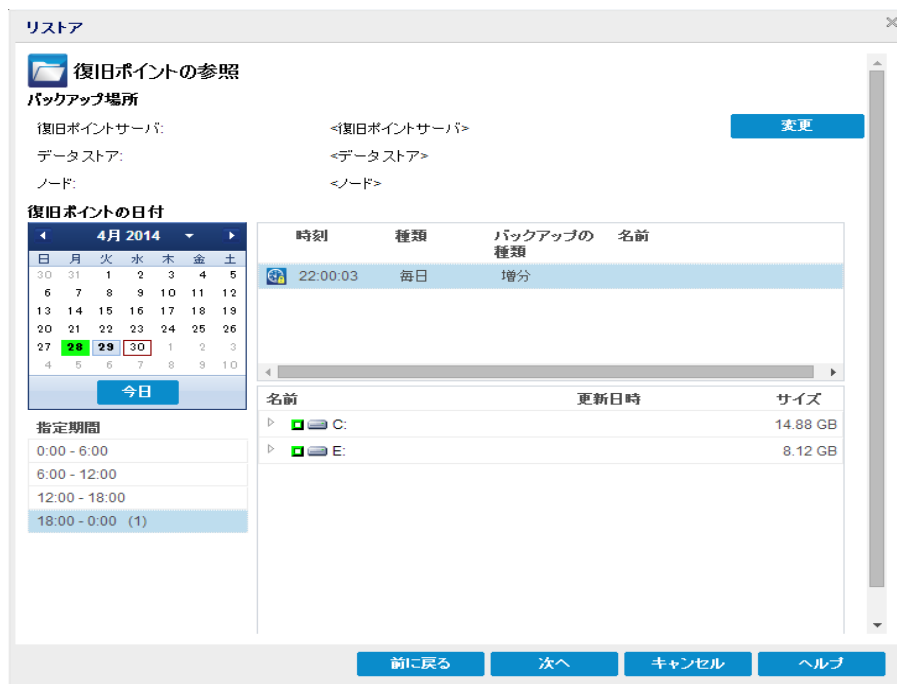 リストア
復旧ポイントの参照
バックアップ場所
復旧ポイントサーバ: <復旧ポイントサーバ> 変更
データストア: <データストア>
ノード: <ノード>
復旧ポイントの日付
4月 2014
日 月 火 水 木 金 土
30 31 1 2 3 4 5
6 7 8 9 10 11 12
13 14 15 16 17 18 19
20 21 22 23 24 25 26
27 28 29 30 1 2 3
4 5 6 7 8 9 10
今日
時刻 種類 バックアップの種類 名前
22:00:03 毎日 増分
指定期間
0:00 - 6:00
6:00 - 12:00
12:00 - 18:00
18:00 - 0:00 (1)
名前 更新日時 サイズ
C: 14.88 GB
E: 8.12 GB
前に戻る 次へ キャンセル ヘルプ